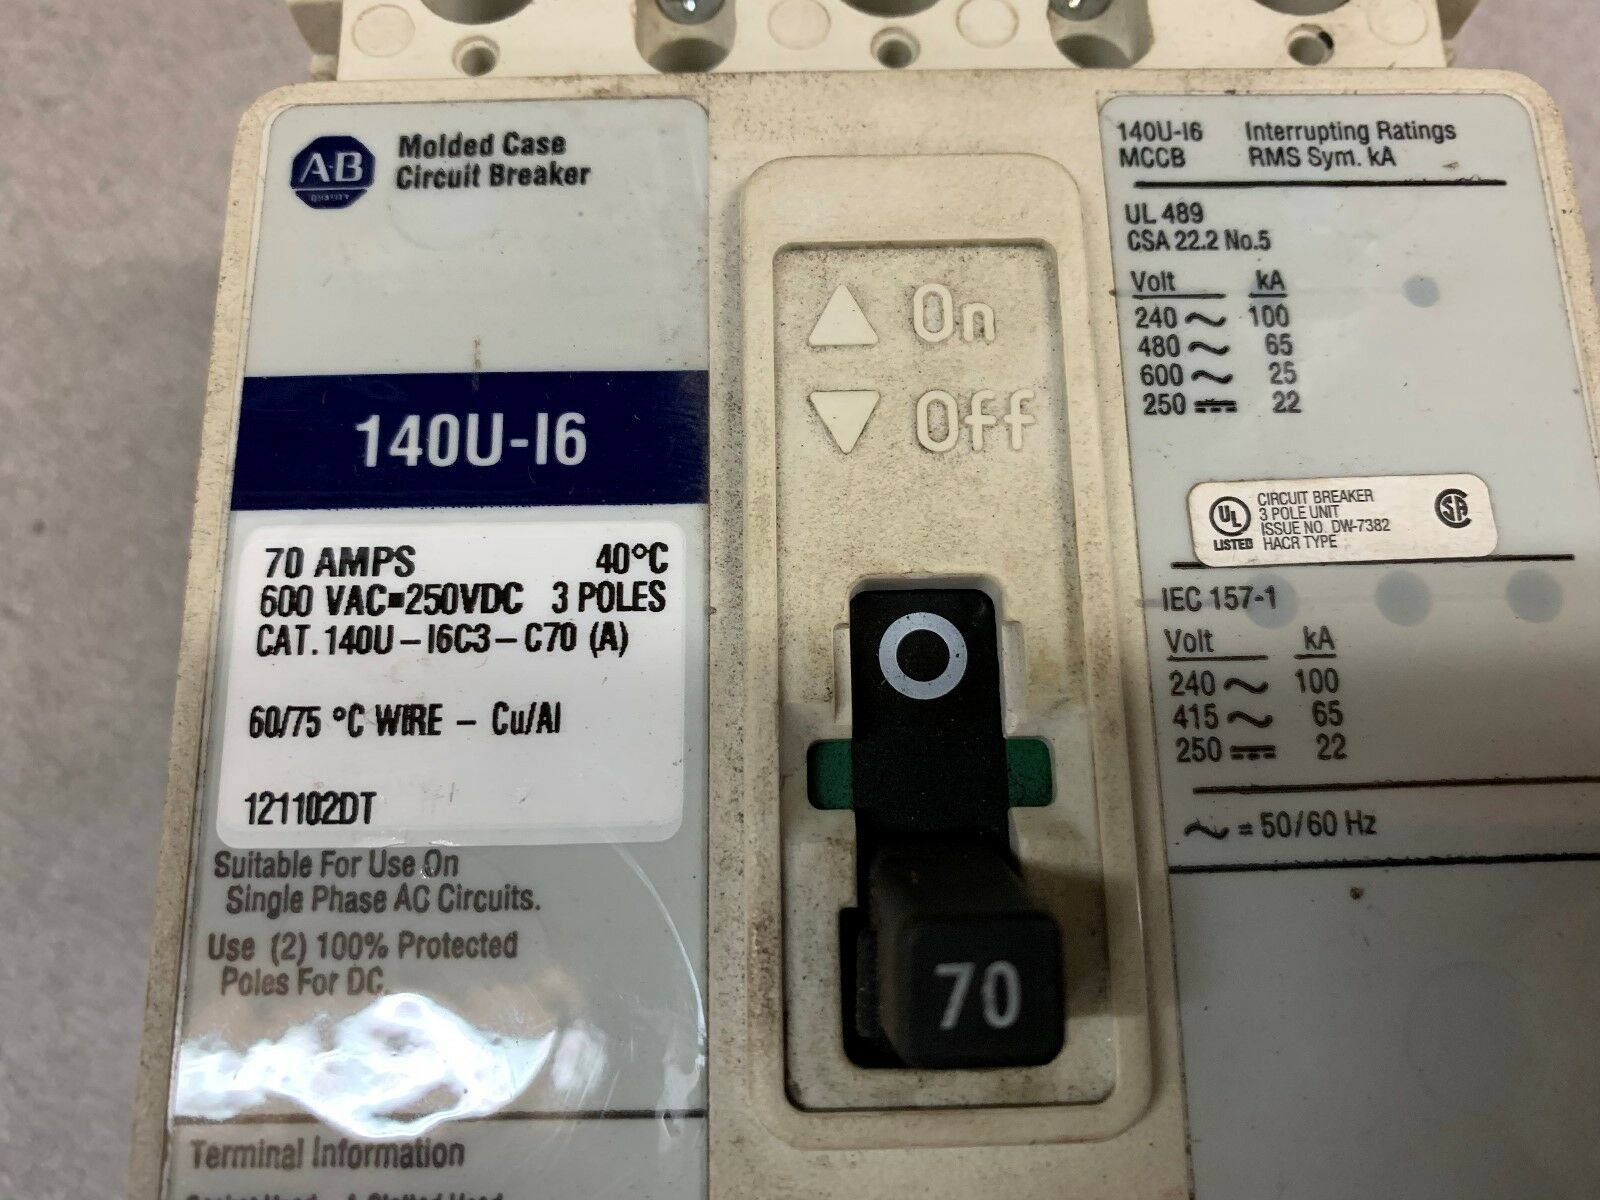 A-B
QUALITY
Molded Case
Circuit Breaker
140U-I6
70 AMPS 40°C
600 VAC■250VDC 3 POLES
CAT. 140U-I6C3-C70 (A)
60/75 °C WIRE - Cu/Al
121102DT
Suitable For Use On
Single Phase AC Circuits.
Use (2) 100% Protected
Poles For DC.
Terminal Information
On
Off
70
140U-I6 Interrupting Ratings
MCCB RMS Sym. kA
UL 489
CSA 22.2 No.5
Volt kA
240 ~ 100
480 ~ 65
600 ~ 25
250 ⎓ 22
UL
LISTED
CIRCUIT BREAKER
3 POLE UNIT
ISSUE NO. DW-7382
HACR TYPE
SA
IEC 157-1
Volt kA
240 ~ 100
415 ~ 65
250 ⎓ 22
~ = 50/60 Hz